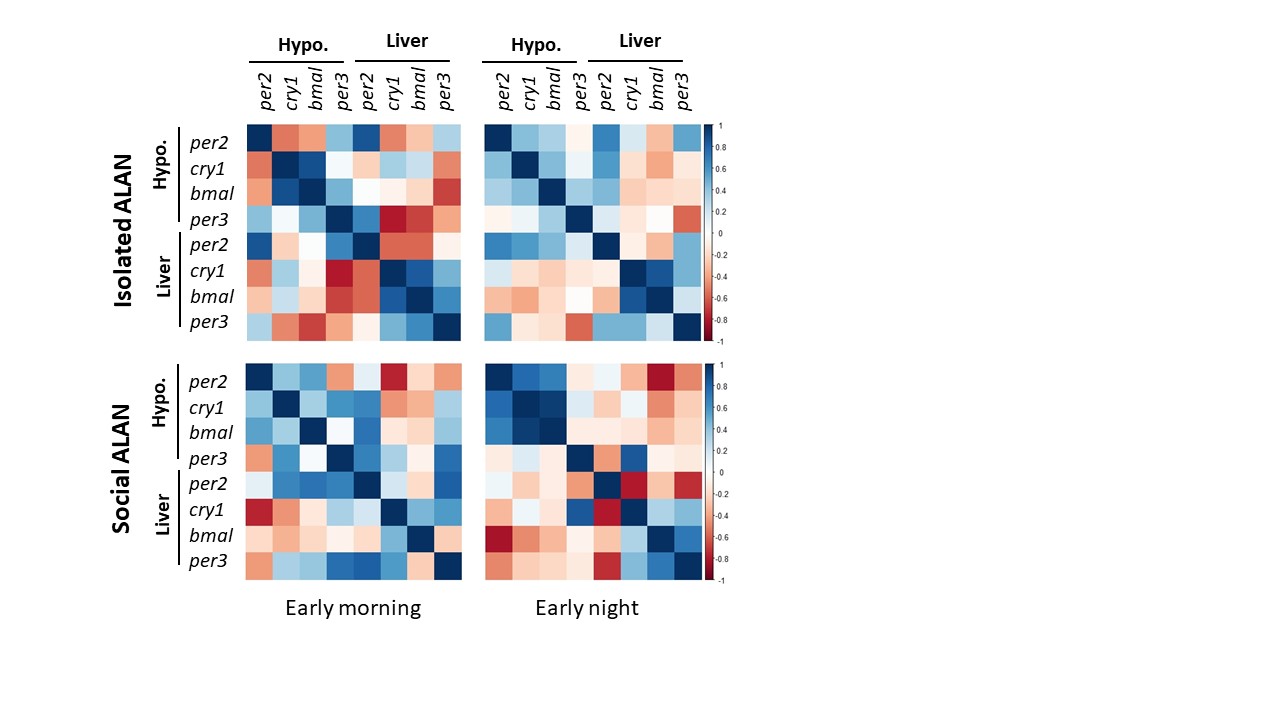 Hypo. Liver Hypo. Liver
per2 cry1 bmal per3 per2 cry1 bmal per3 per2 cry1 bmal per3 per2 cry1 bmal per3
Isolated ALAN
Hypo.
per2
cry1
bmal
per3
Liver
per2
cry1
bmal
per3
1
0.8
0.6
0.4
0.2
0
-0.2
-0.4
-0.6
-0.8
-1
Social ALAN
Hypo.
per2
cry1
bmal
per3
Liver
per2
cry1
bmal
per3
1
0.8
0.6
0.4
0.2
0
-0.2
-0.4
-0.6
-0.8
-1
Early morning Early night